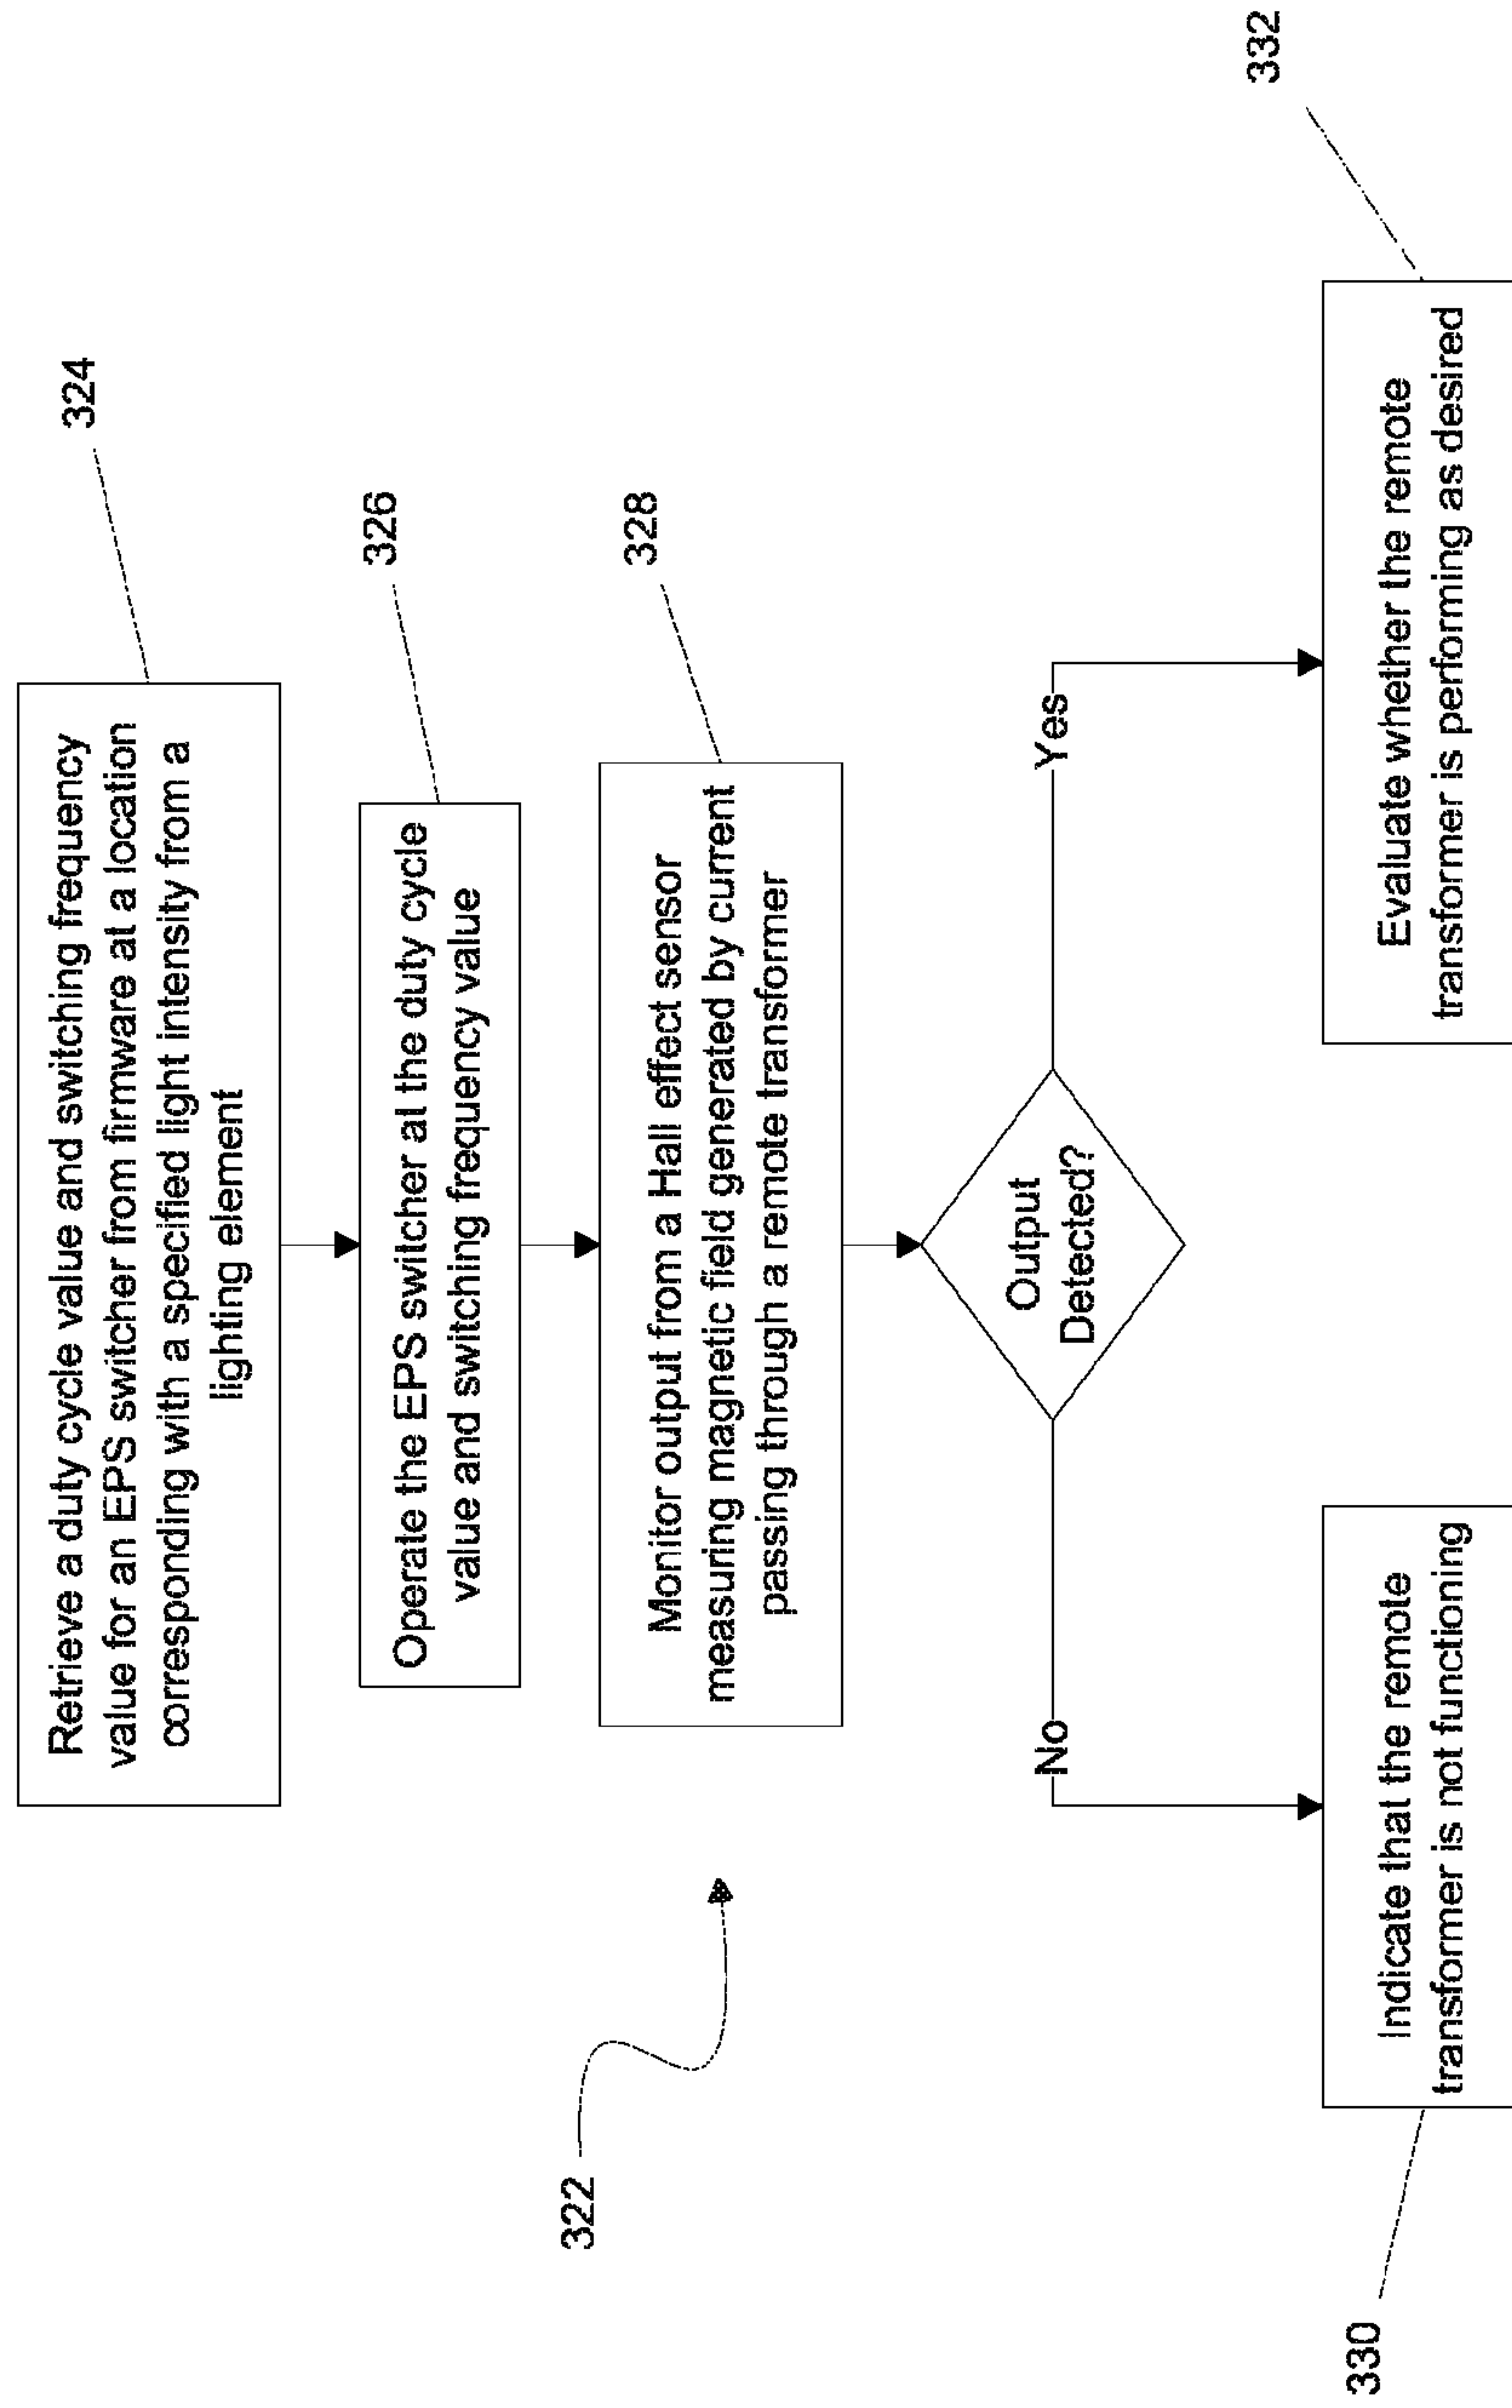 Retrieve a duty cycle value and switching frequency
value for an EPS switcher from firmware at a location
corresponding with a specified light intensity from a
lighting element
324
Operate the EPS switcher at the duty cycle
value and switching frequency value
326
Monitor output from a Hall effect sensor
measuring magnetic field generated by current
passing through a remote transformer
328
322
Output
Detected?
No
Yes
Indicate that the remote
transformer is not functioning
330
Evaluate whether the remote
transformer is performing as desired
332